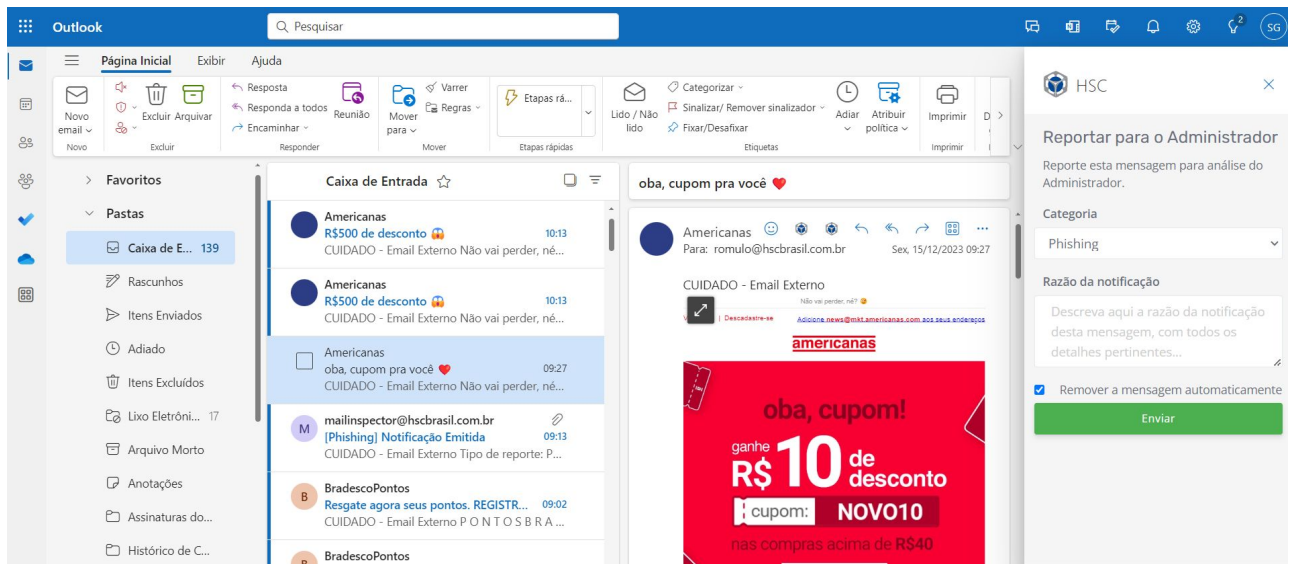 Outlook
Pesquisar
2
SG
Página Inicial Exibir Ajuda
Novo email
Excluir Arquivar
Resposta
Responda a todos
Encaminhar
Reunião
Mover para
Varrer
Regras
Etapas rá...
Lido / Não lido
Categorizar
Sinalizar/ Remover sinalizador
Fixar/Desafixar
Adiar
Atribuir política
Imprimir
D
Novo
Excluir
Responder
Mover
Etapas rápidas
Etiquetas
Imprimir
Favoritos
Pastas
Caixa de E... 139
Rascunhos
Itens Enviados
Adiado
Itens Excluídos
Lixo Eletrôni... 17
Arquivo Morto
Anotações
Assinaturas do...
Histórico de C...
Caixa de Entrada
Americanas
R$500 de desconto 😱 10:13
CUIDADO - Email Externo Não vai perder, né...
Americanas
R$500 de desconto 😱 10:13
CUIDADO - Email Externo Não vai perder, né...
Americanas
oba, cupom pra você ❤️ 09:27
CUIDADO - Email Externo Não vai perder, né...
M
mailinspector@hscbrasil.com.br
[Phishing] Notificação Emitida 09:13
CUIDADO - Email Externo Tipo de reporte: P...
B
BradescoPontos
Resgate agora seus pontos. REGISTR... 09:02
CUIDADO - Email Externo P O N T O S B R A ...
B
BradescoPontos
oba, cupom pra você ❤️
Americanas
Para: romulo@hscbrasil.com.br Sex, 15/12/2023 09:27
CUIDADO - Email Externo
Não vai perder, né?
V | Descadastre-se Adicione news@mkt.americanas.com aos seus endereços
americanas
oba, cupom!
ganhe
R$ 10 de desconto
cupom: NOVO10
nas compras acima de R$40
HSC
Reportar para o Administrador
Reporte esta mensagem para análise do
Administrador.
Categoria
Phishing
Razão da notificação
Descreva aqui a razão da notificação
desta mensagem, com todos os
detalhes pertinentes...
Remover a mensagem automaticamente
Enviar